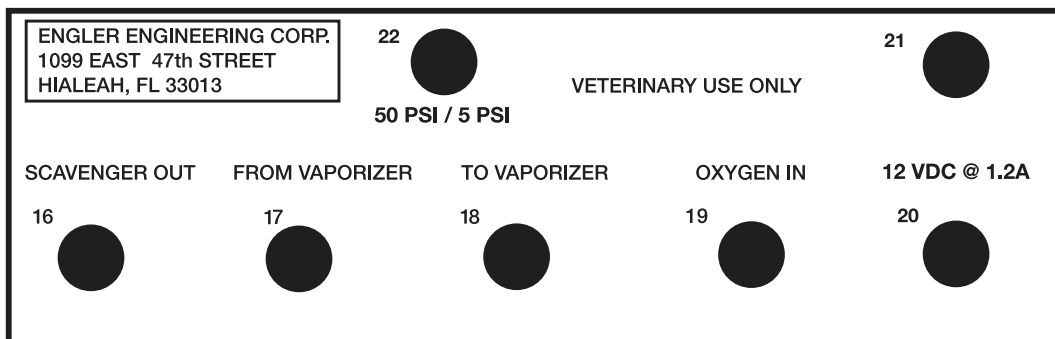 ENGLER ENGINEERING CORP.
1099 EAST 47th STREET
HIALEAH, FL 33013
22
50 PSI / 5 PSI
VETERINARY USE ONLY
21
SCAVENGER OUT
FROM VAPORIZER
TO VAPORIZER
OXYGEN IN
12 VDC @ 1.2A
16
17
18
19
20